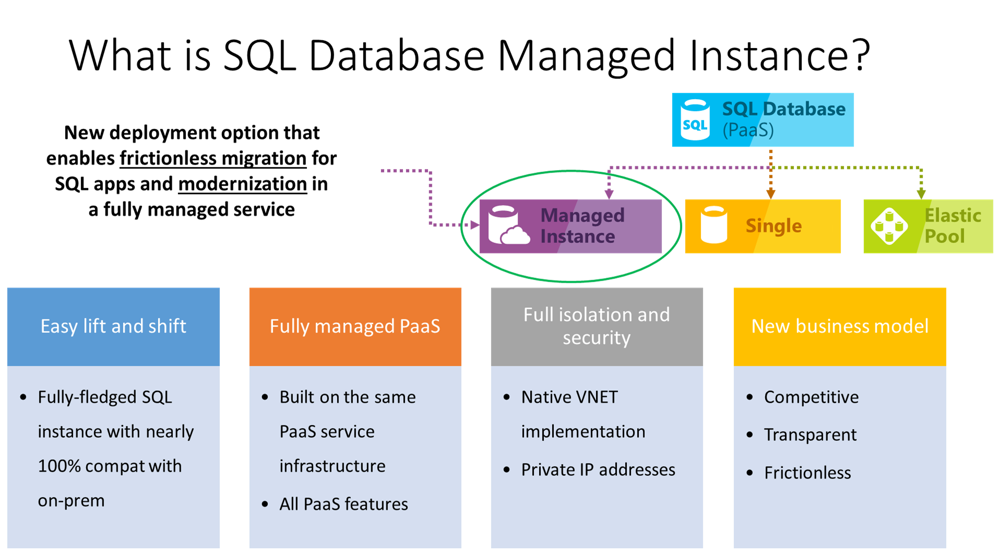 What is SQL Database Managed Instance?
New deployment option that
enables frictionless migration for
SQL apps and modernization in
a fully managed service
SQL
SQL Database
(PaaS)
Managed
Instance
Single
Elastic
Pool
Easy lift and shift
• Fully-fledged SQL
instance with nearly
100% compat with
on-prem
Fully managed PaaS
• Built on the same
PaaS service
infrastructure
• All PaaS features
Full isolation and
security
• Native VNET
implementation
• Private IP addresses
New business model
• Competitive
• Transparent
• Frictionless